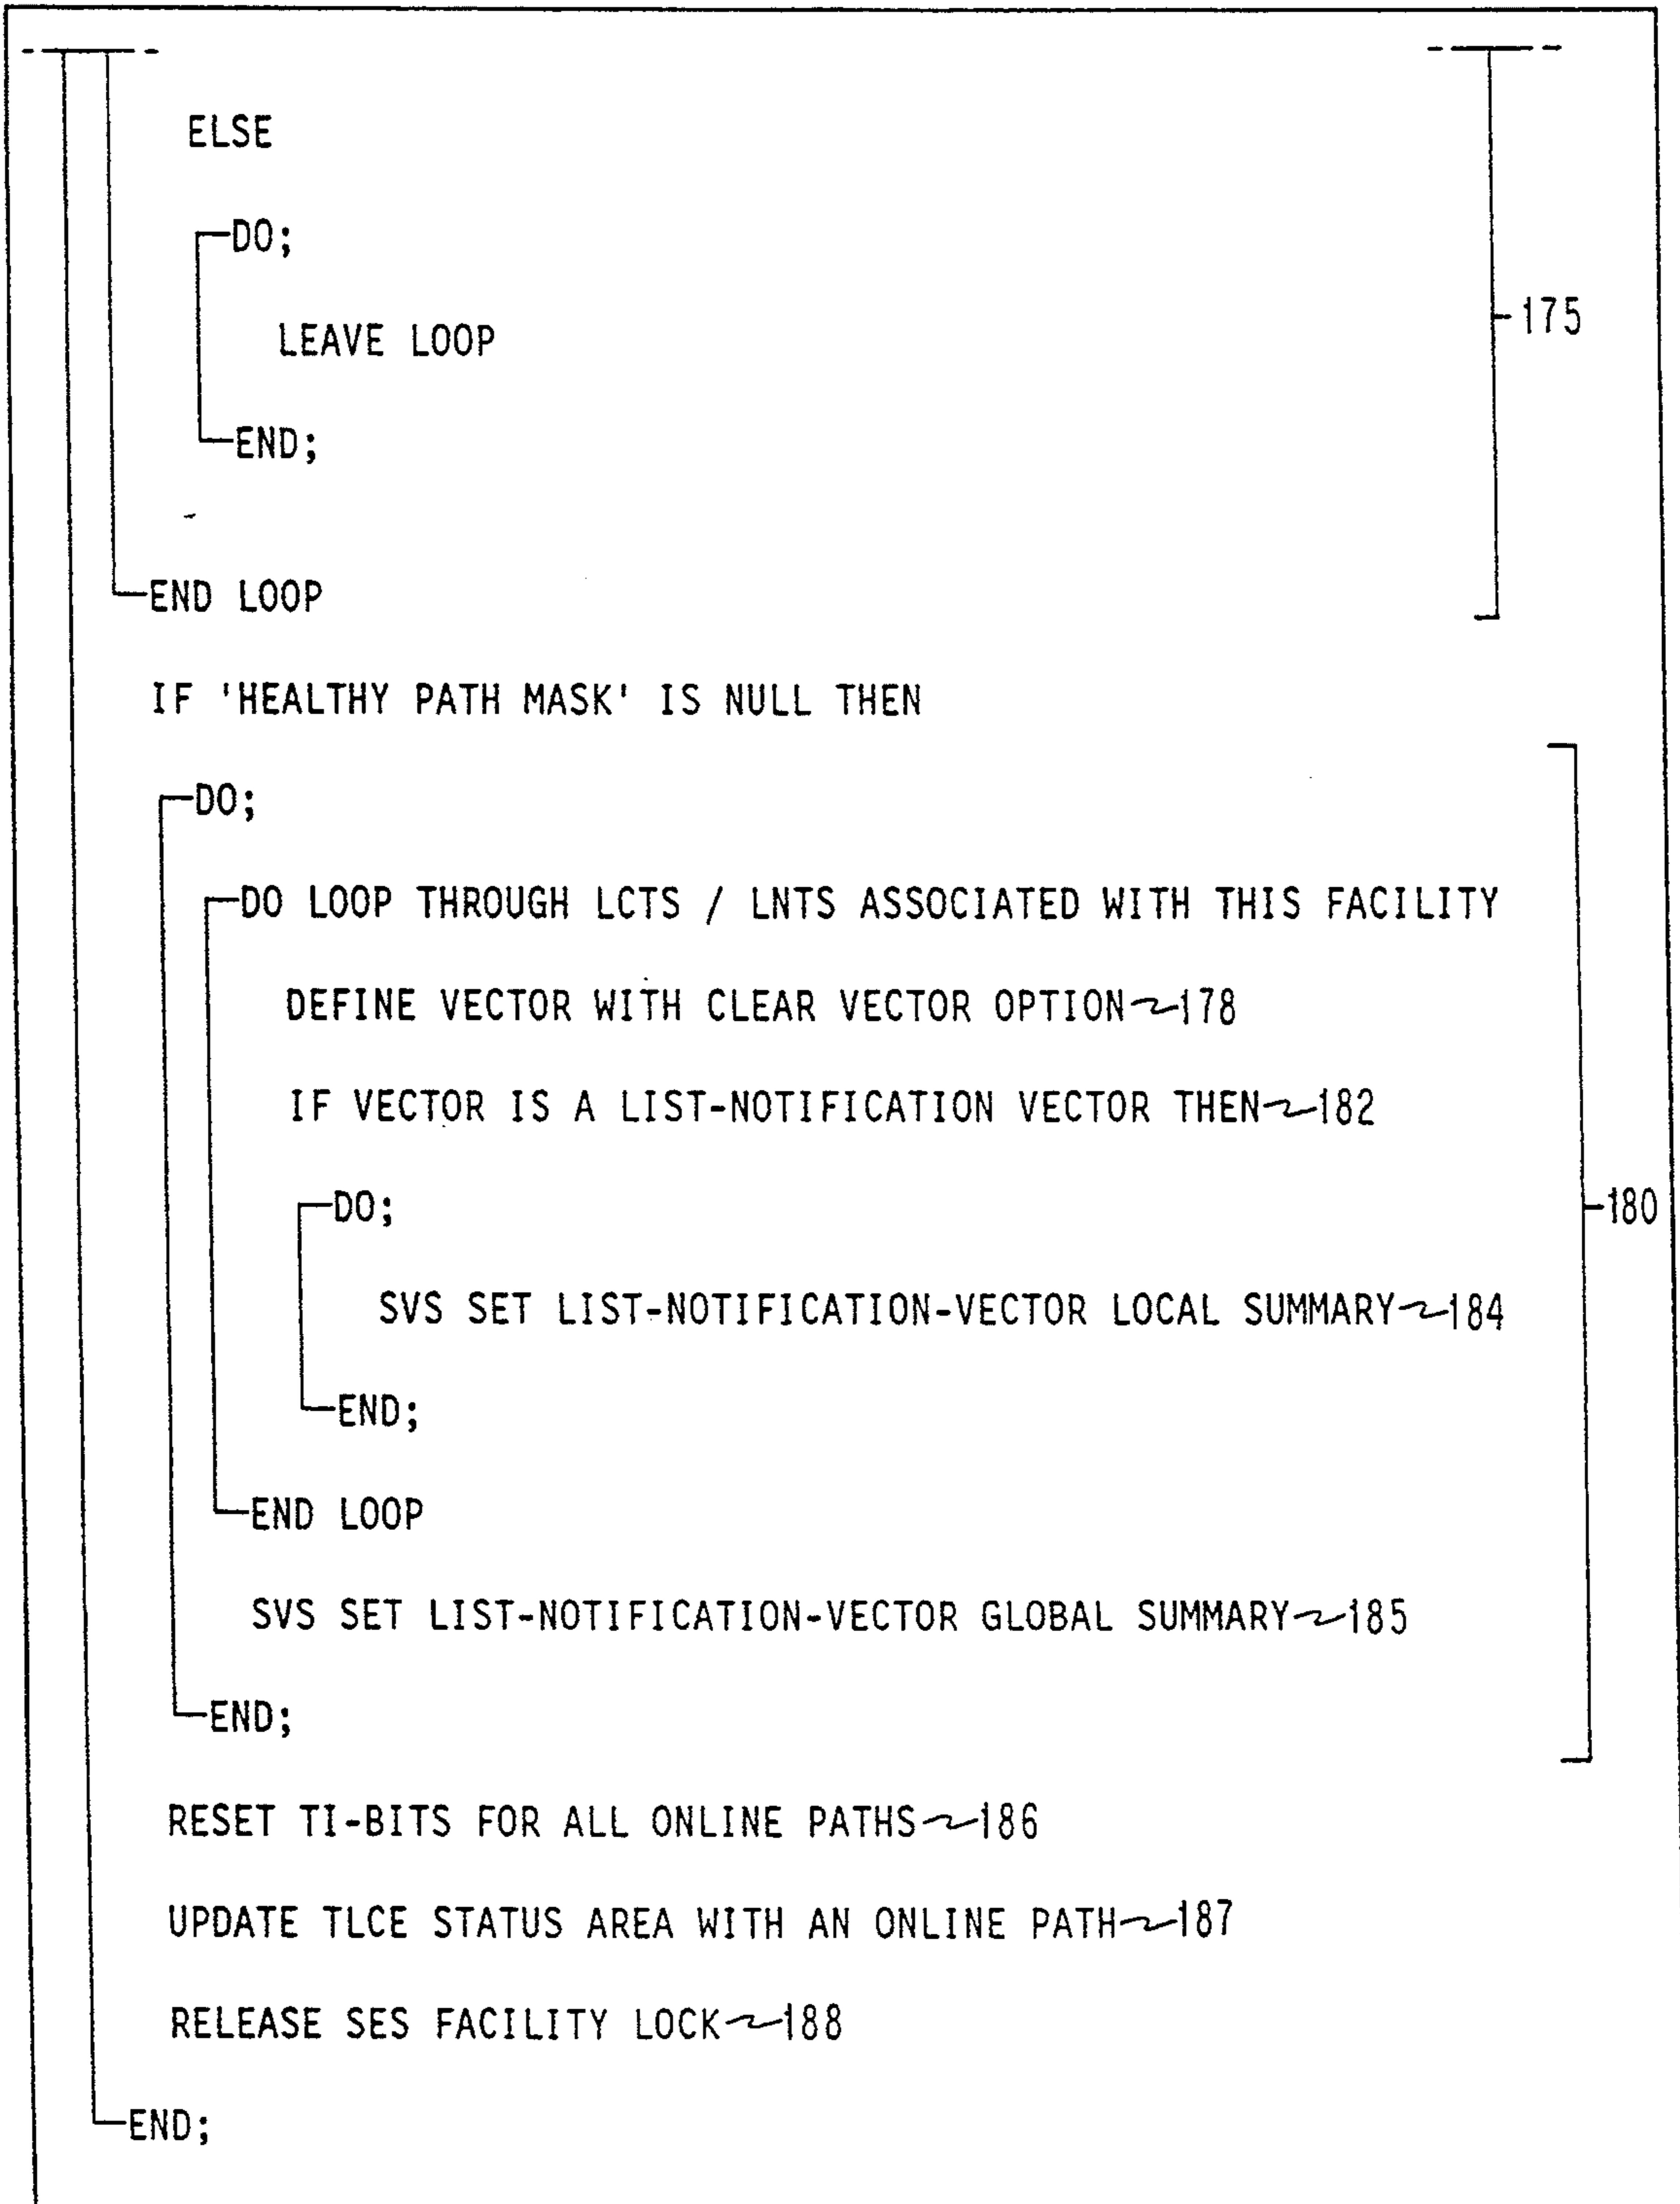 ELSE
DO;
LEAVE LOOP
175
END;
END LOOP
IF 'HEALTHY PATH MASK' IS NULL THEN
DO;
DO LOOP THROUGH LCTS / LNTS ASSOCIATED WITH THIS FACILITY
DEFINE VECTOR WITH CLEAR VECTOR OPTION 178
IF VECTOR IS A LIST-NOTIFICATION VECTOR THEN 182
DO;
180
SVS SET LIST-NOTIFICATION-VECTOR LOCAL SUMMARY 184
END;
END LOOP
SVS SET LIST-NOTIFICATION-VECTOR GLOBAL SUMMARY 185
END;
RESET TI-BITS FOR ALL ONLINE PATHS 186
UPDATE TLCE STATUS AREA WITH AN ONLINE PATH 187
RELEASE SES FACILITY LOCK 188
END;